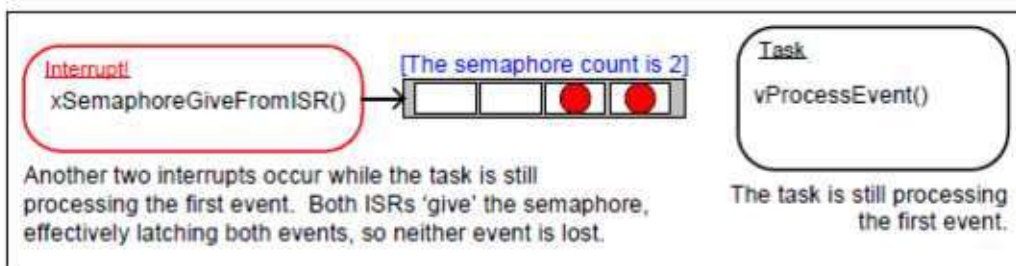 Interrupt!
xSemaphoreGiveFromISR()
[The semaphore count is 2]
Task
vProcessEvent()
Another two interrupts occur while the task is still
processing the first event. Both ISRs 'give' the semaphore,
effectively latching both events, so neither event is lost.
The task is still processing
the first event.